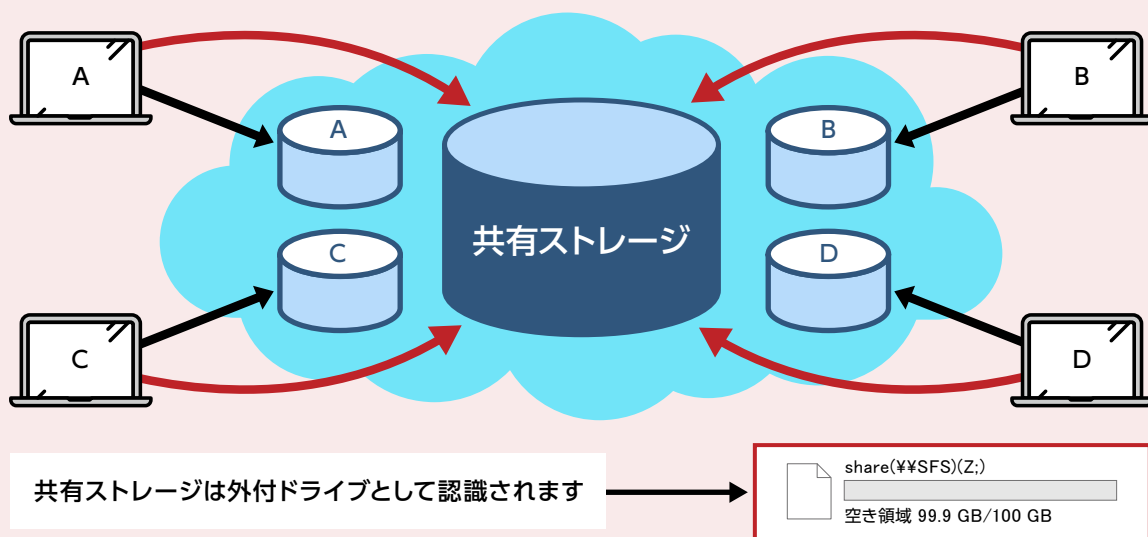 A
B
A
B
共有ストレージ
C
D
C
D
共有ストレージは外付ドライブとして認識されます
share(¥¥SFS)(Z;)
空き領域 99.9 GB/100 GB